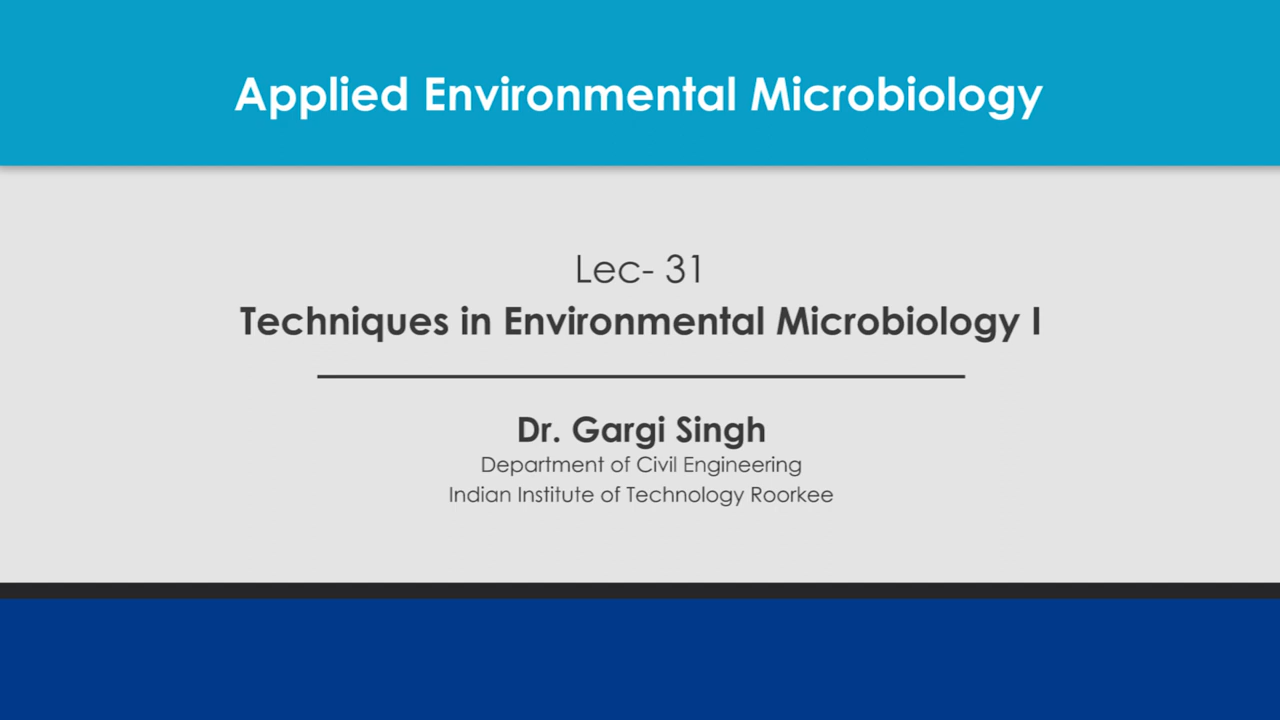 Applied Environmental Microbiology
Lec- 31
Techniques in Environmental Microbiology I
Dr. Gargi Singh
Department of Civil Engineering
Indian Institute of Technology Roorkee